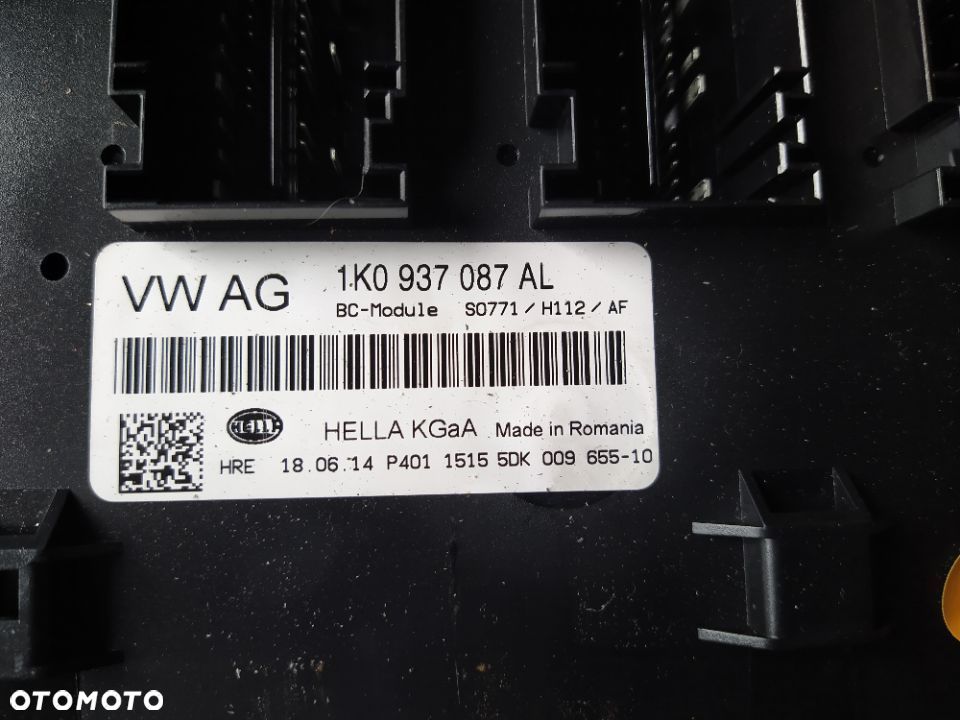 VW AG 1K0 937 087 AL
BC-Module S0771 / H112 / AF
HELLA
HELLA KGaA Made in Romania
HRE 18.06.14 P401 1515 5DK 009 655-10
OTOMOTO